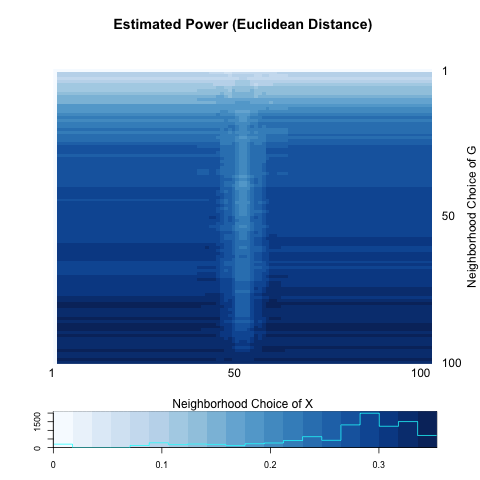 Estimated Power (Euclidean Distance)
1
50
100
Neighborhood Choice of G
1 50 100
Neighborhood Choice of X
0 1500
0 0.1 0.2 0.3